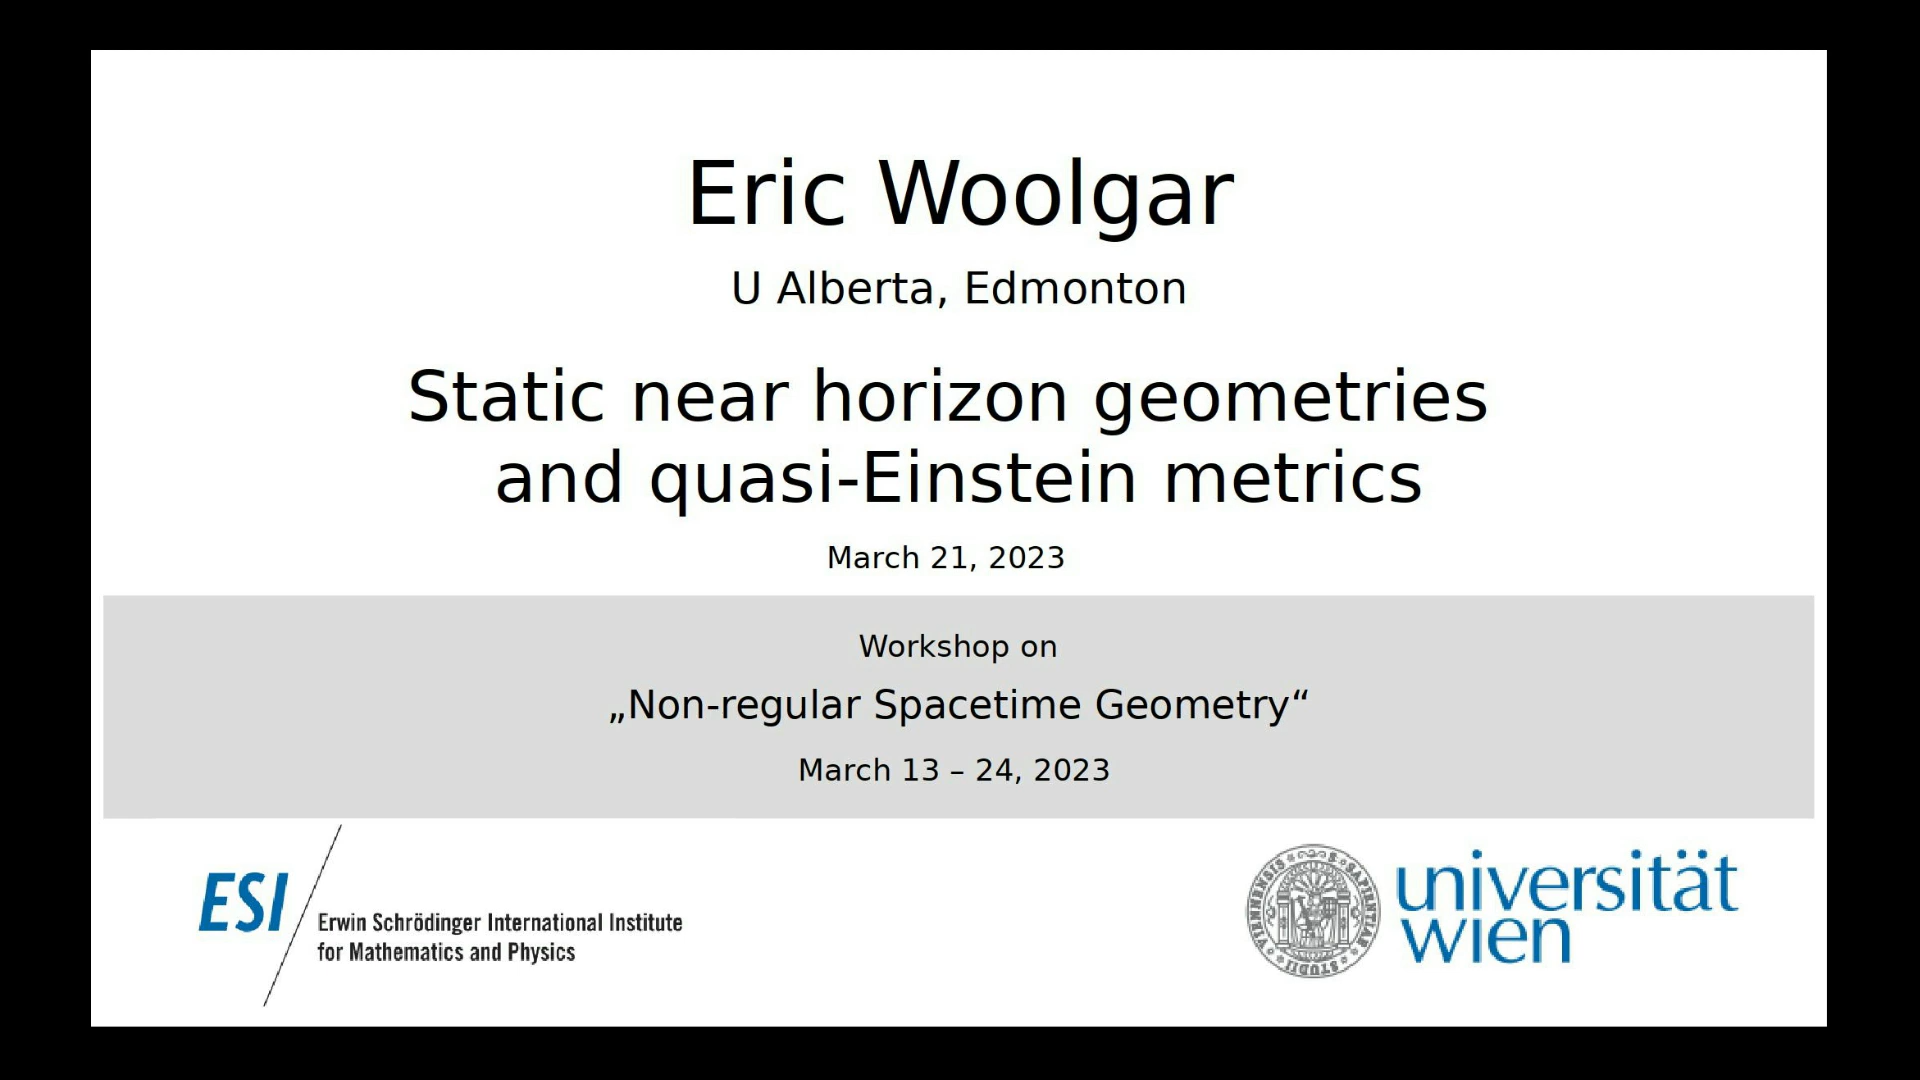 Eric Woolgar
U Alberta, Edmonton
Static near horizon geometries
and quasi-Einstein metrics
March 21, 2023
Workshop on
„Non-regular Spacetime Geometry“
March 13 – 24, 2023
ESI
Erwin Schrödinger International Institute
for Mathematics and Physics
universität
wien